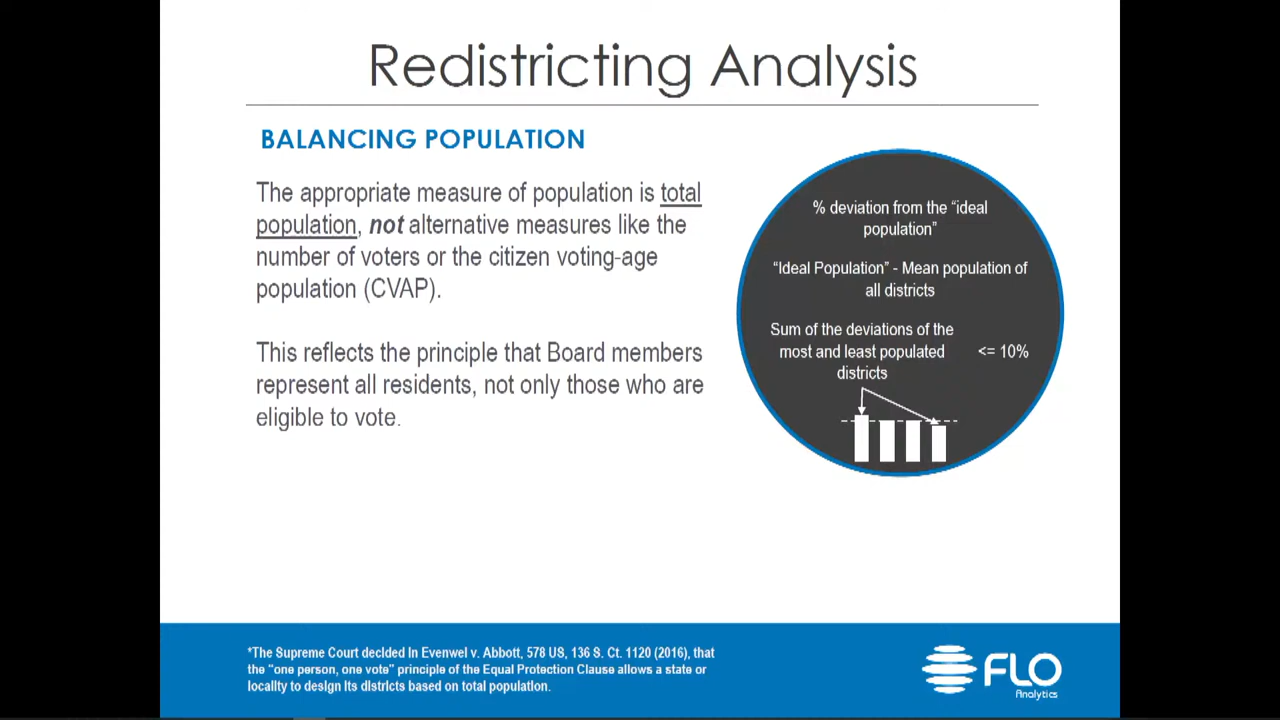 Redistricting Analysis
BALANCING POPULATION
The appropriate measure of population is total
population, not alternative measures like the
number of voters or the citizen voting-age
population (CVAP).
This reflects the principle that Board members
represent all residents, not only those who are
eligible to vote.
% deviation from the “ideal
population”
“Ideal Population” - Mean population of
all districts
Sum of the deviations of the
most and least populated
districts
<= 10%
*The Supreme Court decided in Evenwel v. Abbott, 578 US, 136 S. Ct. 1120 (2016), that
the “one person, one vote” principle of the Equal Protection Clause allows a state or
locality to design its districts based on total population.
FLO
Analytics